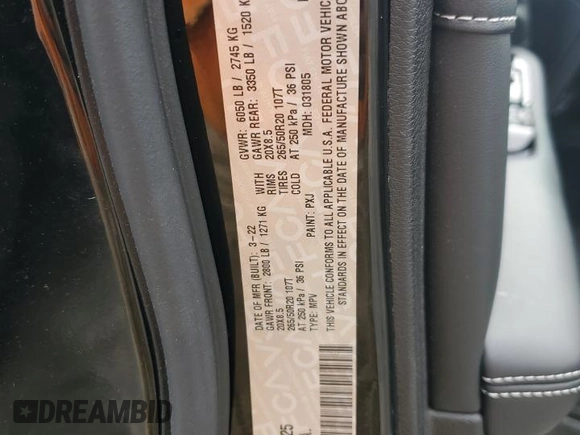 DATE OF MFR (BUILT): 3-22 GVWR: 6050 LB / 2745 KG
GAWR FRONT: 2800 LB / 1271 KG WITH GAWR REAR: 3350 LB / 1520 KG
20X8.5 RIMS 20X8.5
265/50R20 107T TIRES 265/50R20 107T
AT 250 kPa / 36 PSI COLD AT 250 kPa / 36 PSI
TYPE: MPV PAINT: PXJ MDH: 031805
THIS VEHICLE CONFORMS TO ALL APPLICABLE U.S.A. FEDERAL MOTOR VEHIC
STANDARDS IN EFFECT ON THE DATE OF MANUFACTURE SHOWN ABO
25
DREAMBID